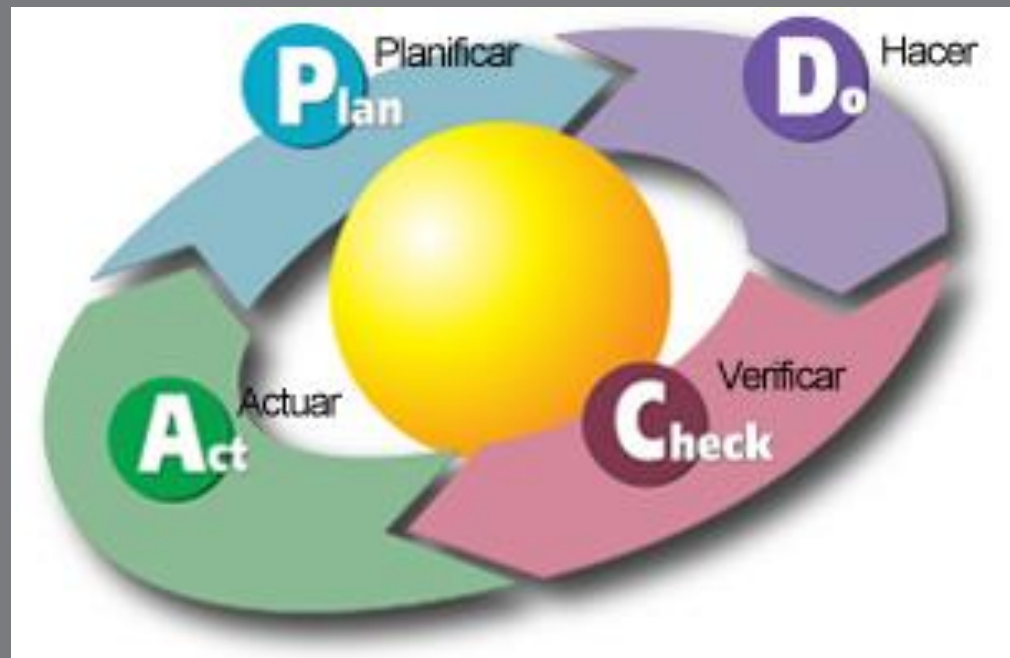 Plan
Planificar
Do
Hacer
Check
Verificar
Act
Actuar